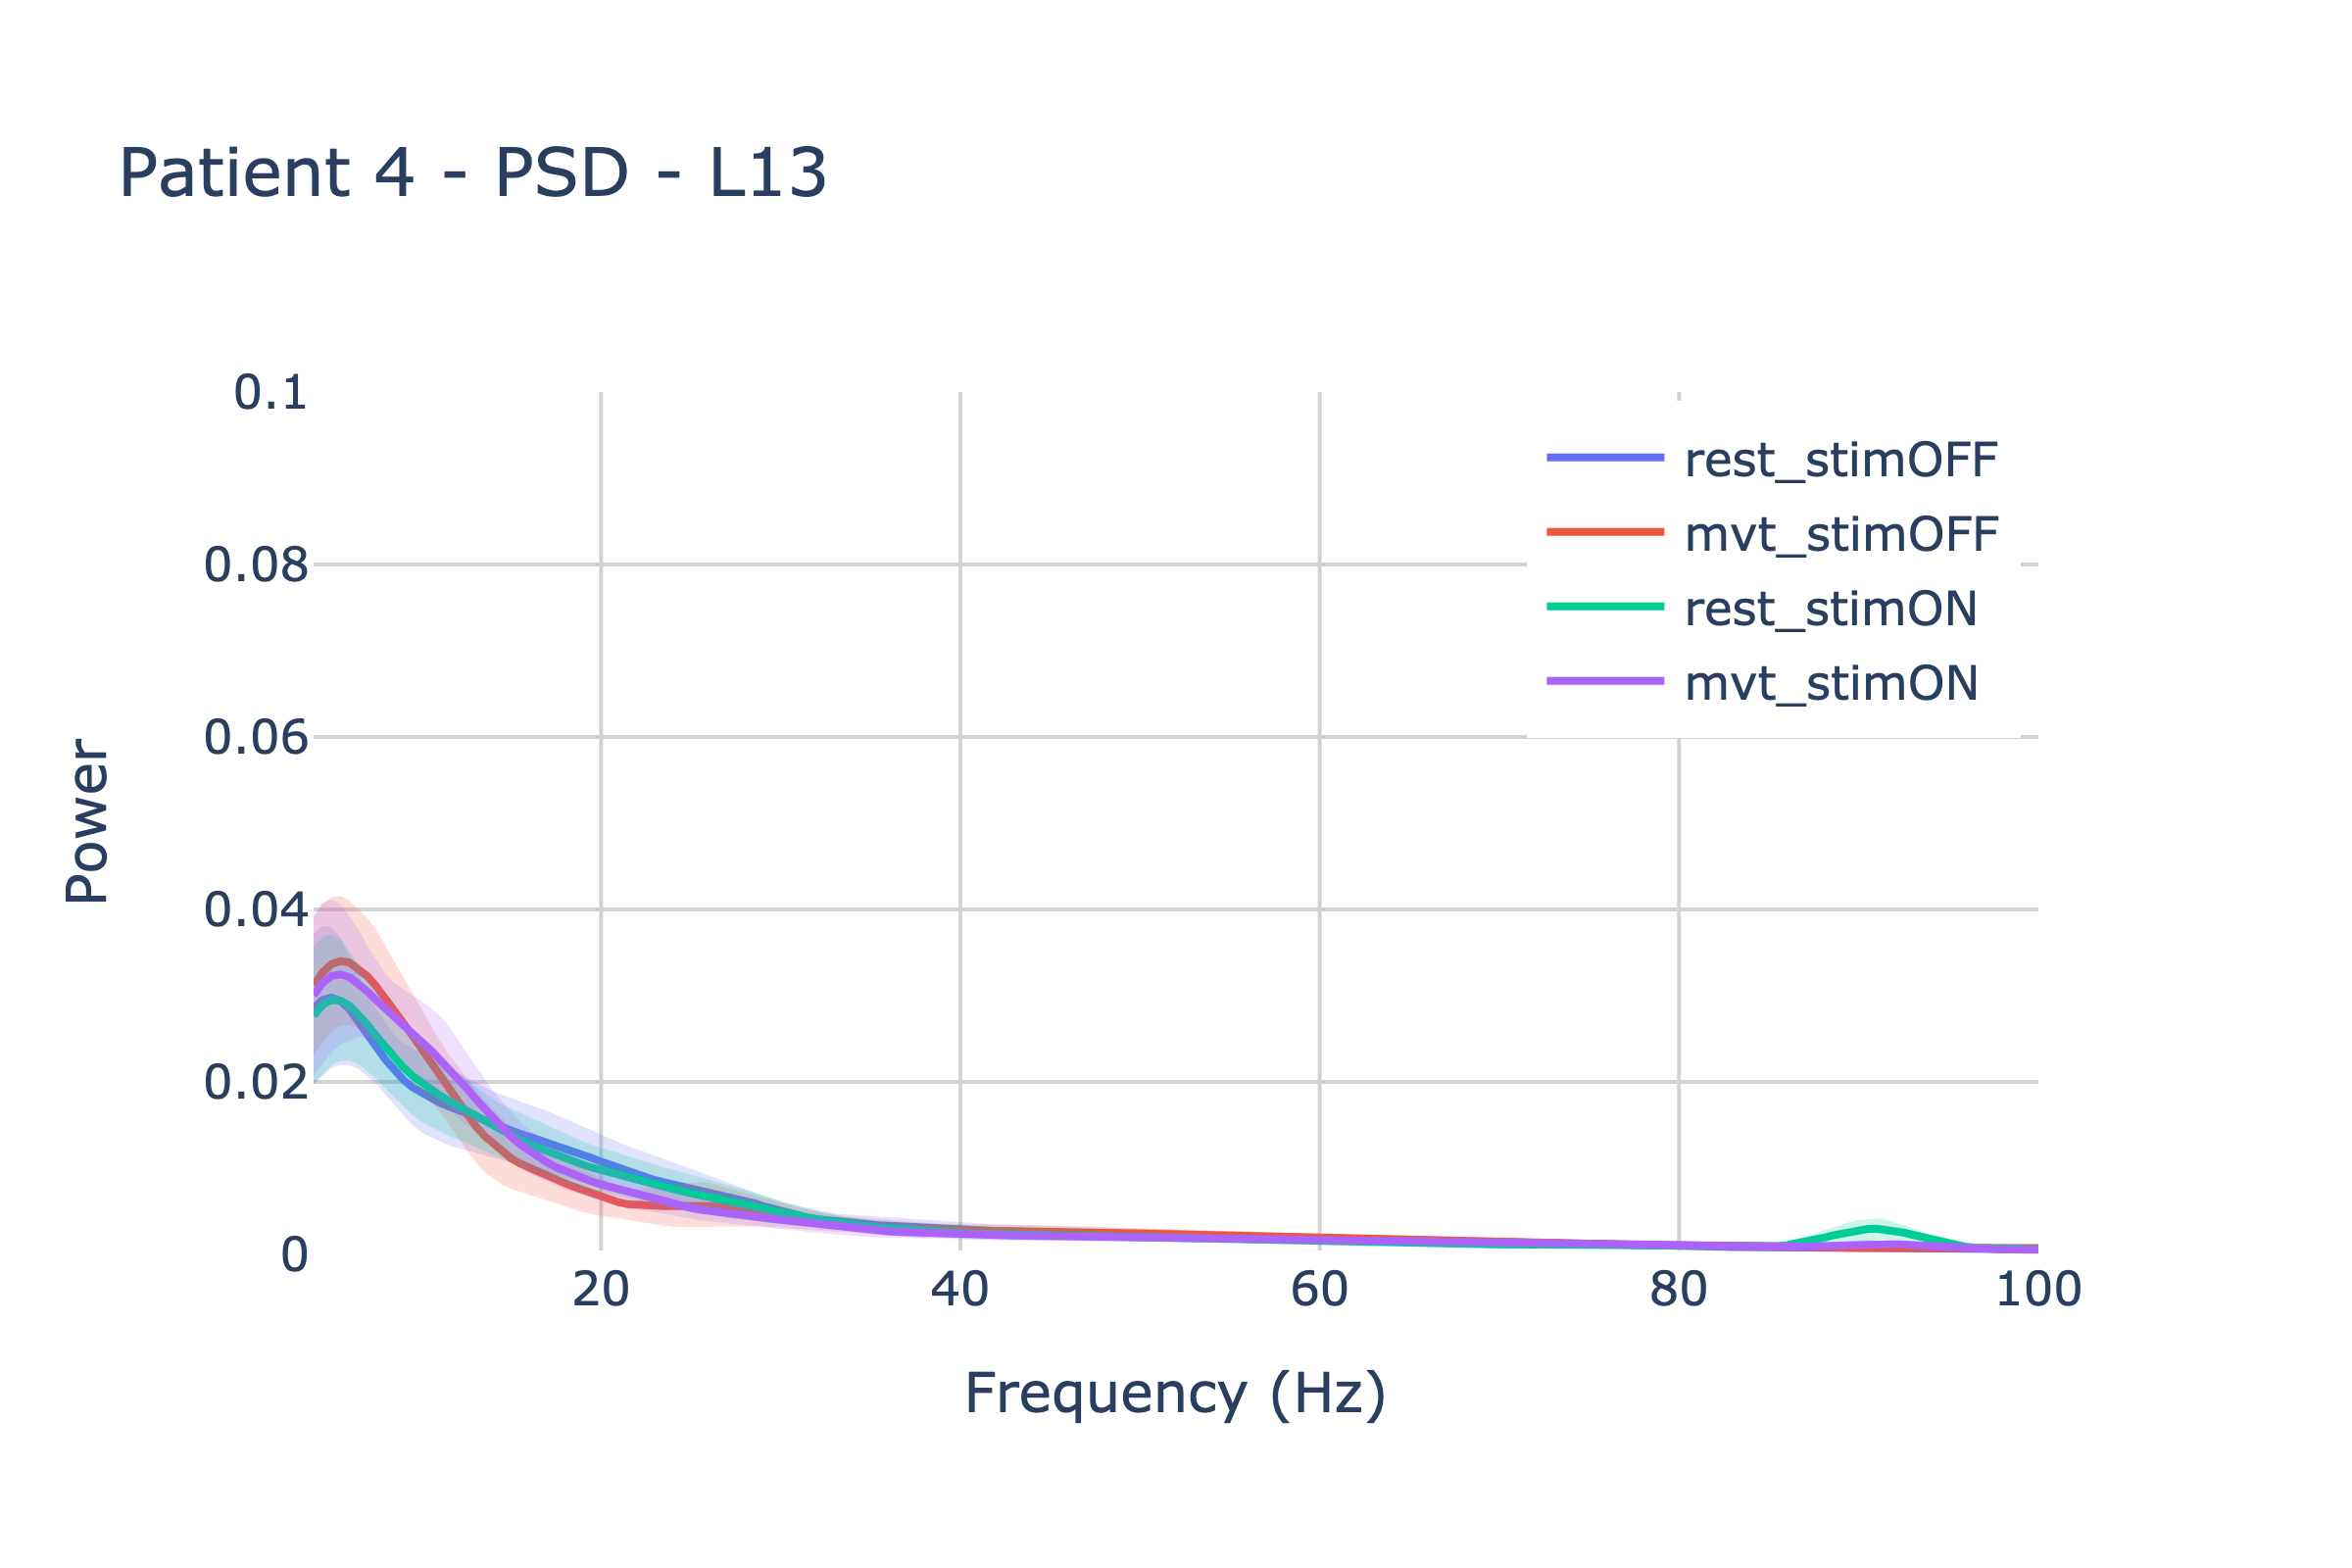 Patient 4 - PSD - L13
0.1
0.08
0.06
0.04
0.02
0
Power
20 40 60 80 100
Frequency (Hz)
rest_stimOFF
mvt_stimOFF
rest_stimON
mvt_stimON